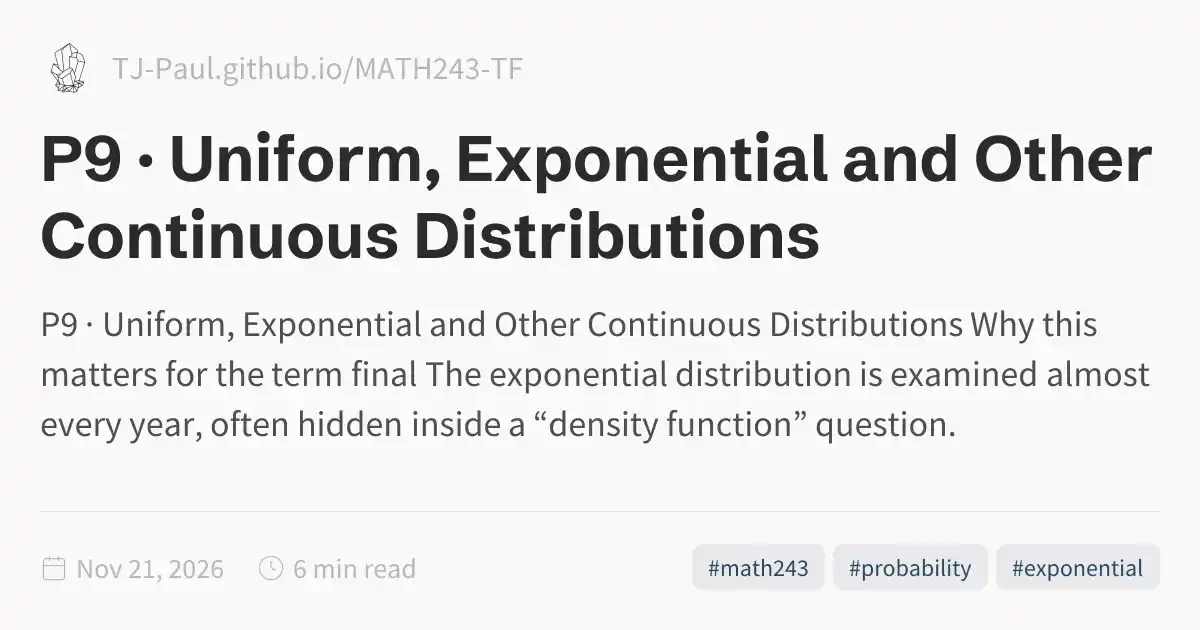 TJ-Paul.github.io/MATH243-TF
P9 · Uniform, Exponential and Other
Continuous Distributions
P9 · Uniform, Exponential and Other Continuous Distributions Why this
matters for the term final The exponential distribution is examined almost
every year, often hidden inside a “density function” question.
Nov 21, 2026 6 min read #math243 #probability #exponential